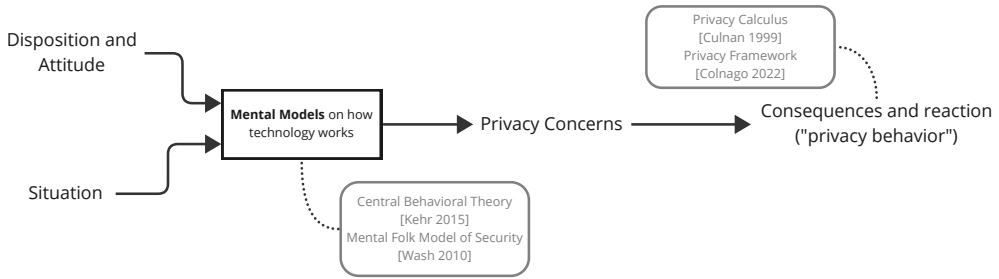 Disposition and
Attitude
Situation
Mental Models on how
technology works
Central Behavioral Theory
[Kehr 2015]
Mental Folk Model of Security
[Wash 2010]
Privacy Concerns
Privacy Calculus
[Culnan 1999]
Privacy Framework
[Colnago 2022]
Consequences and reaction
("privacy behavior")